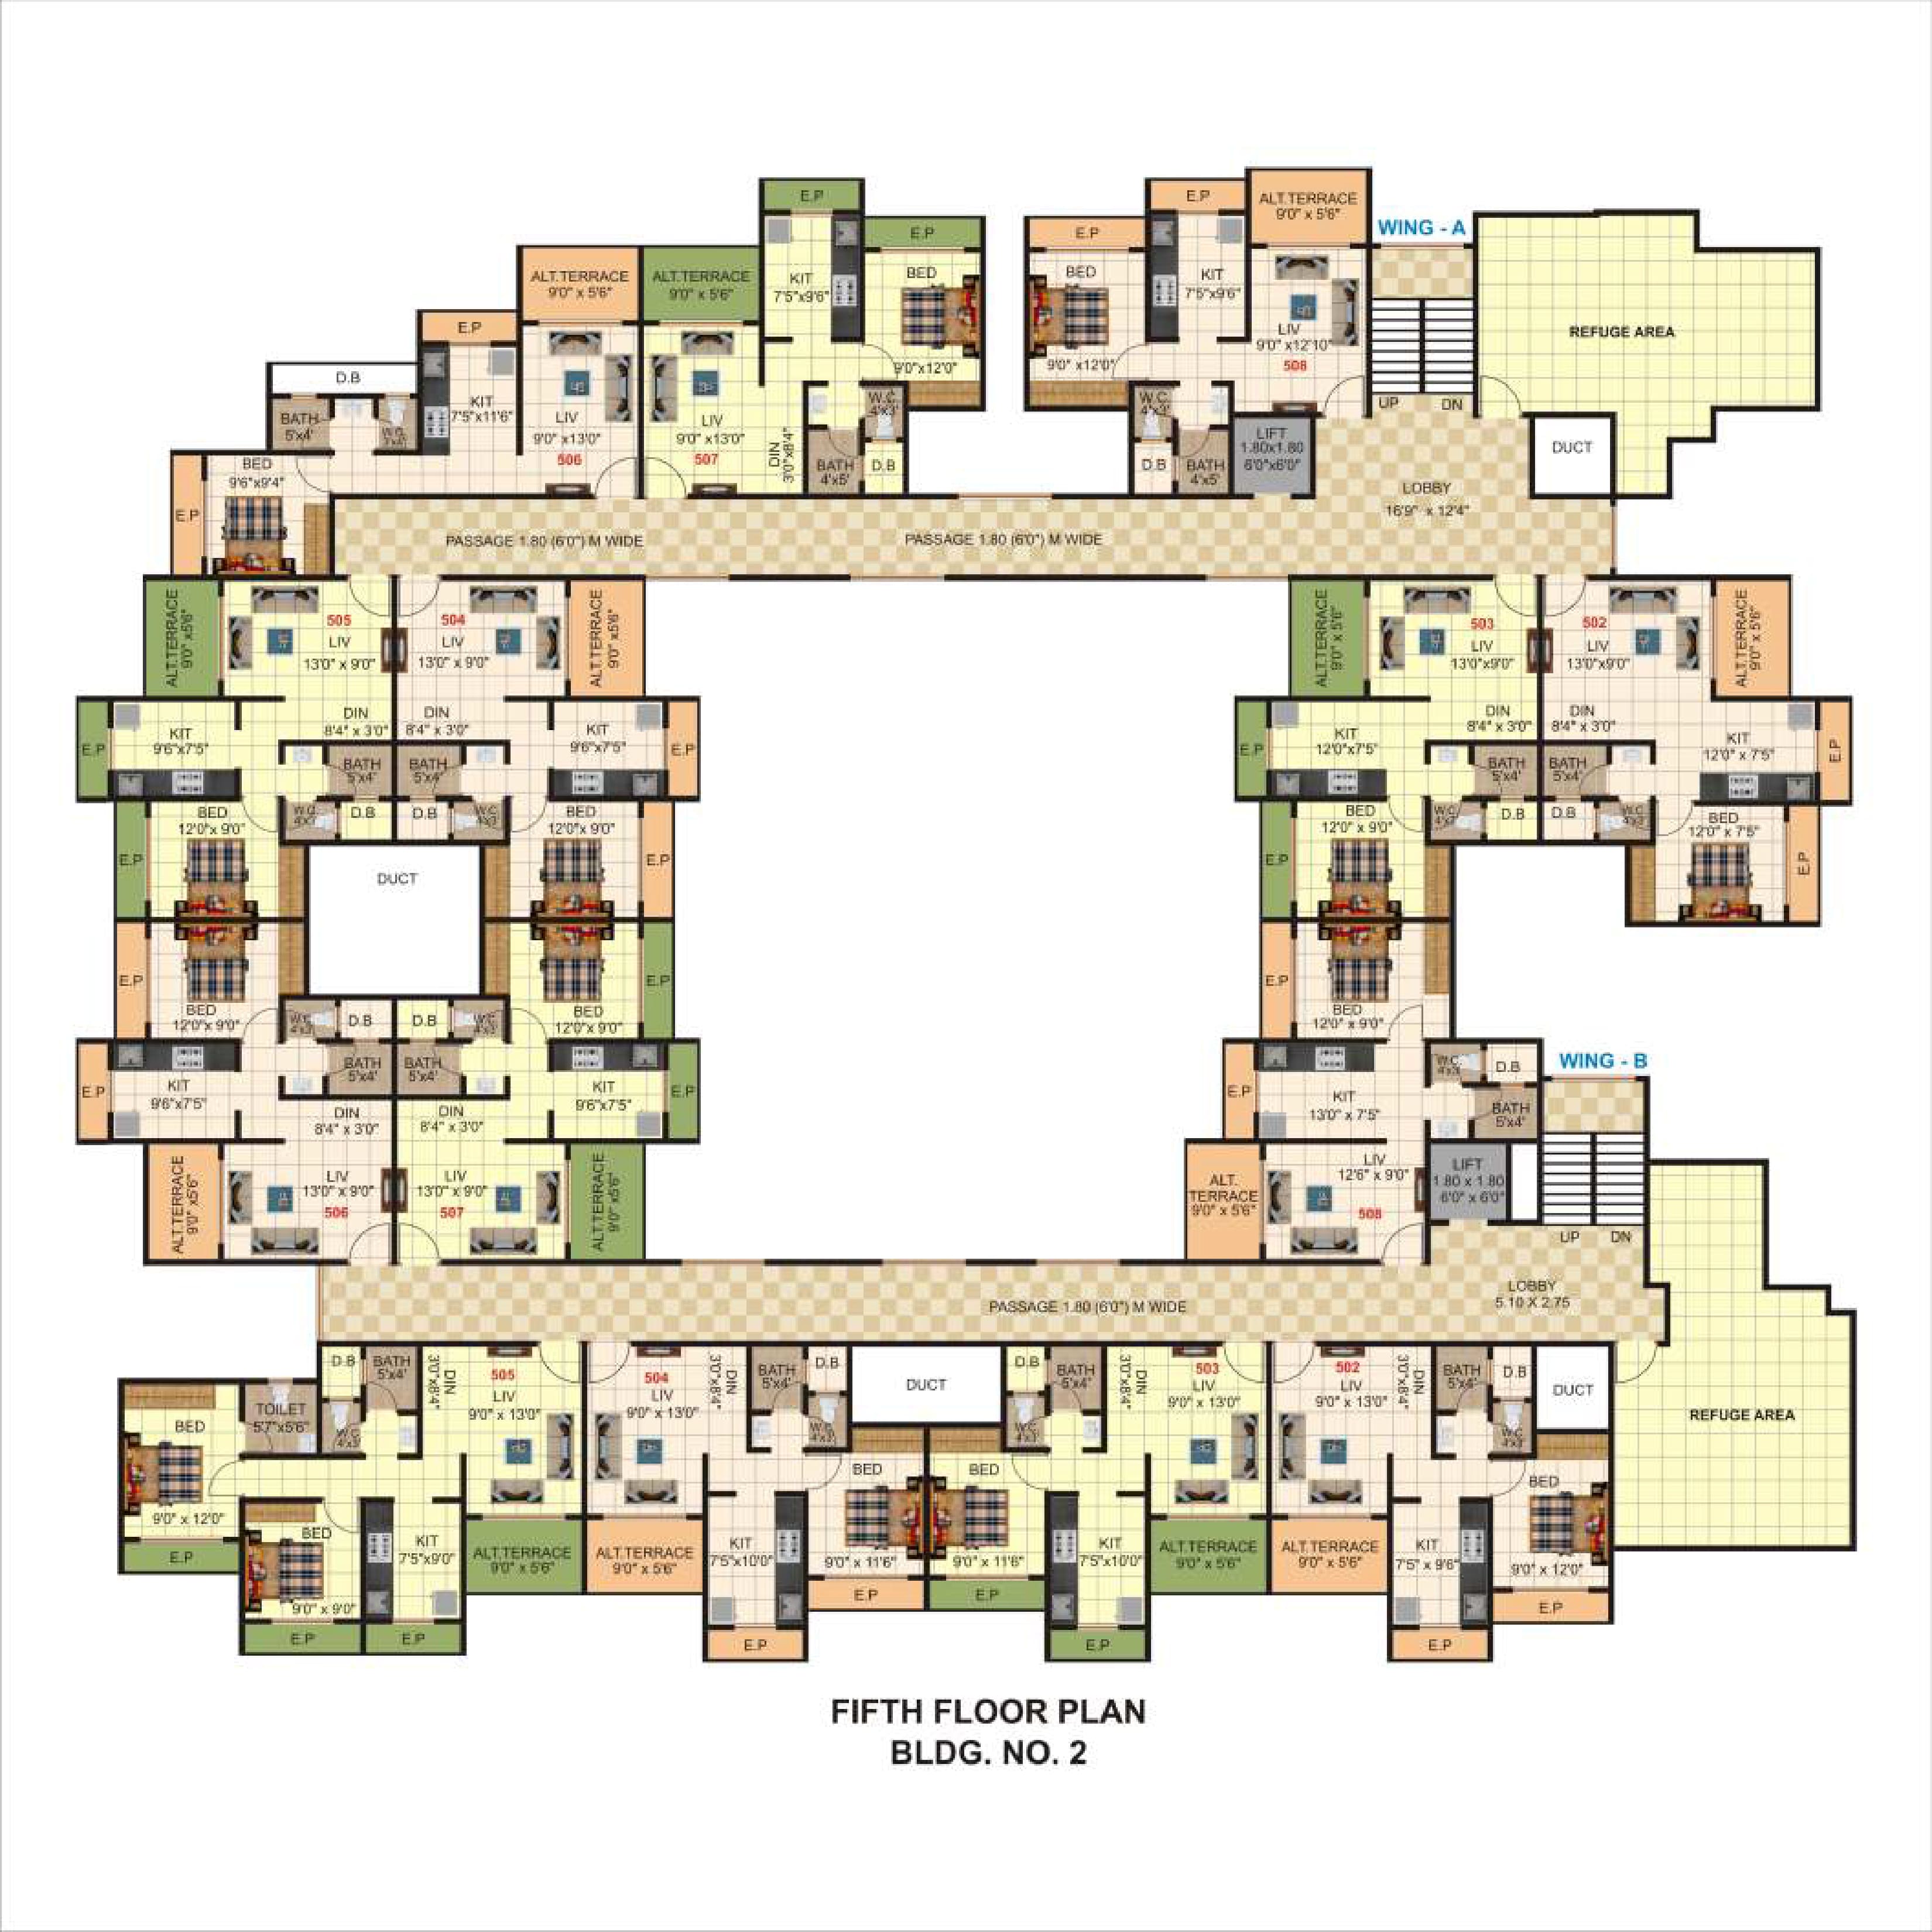 E.P
E.P
ALT.TERRACE
9'0" x 5'6"
WING - A
E.P
E.P
KIT
7'5"x9'6"
BED
9'0"x12'0"
BED
9'0" x12'0"
KIT
7'5"x9'6"
LIV
9'0" x12'10"
508
REFUGE AREA
ALT.TERRACE
9'0" x 5'6"
ALT.TERRACE
9'0" x 5'6"
E.P
D.B
BATH
5'x4'
KIT
7'5"x11'6"
LIV
9'0" x13'0"
506
LIV
9'0" x13'0"
507
DIN
3'0"x8'4"
W.C.
4'x3'
BATH
4'x5'
D.B
W.C.
4'x3'
D.B
BATH
4'x5'
LIFT
1.80x1.80
6'0"x6'0"
UP
DN
DUCT
BED
9'6"x9'4"
E.P
LOBBY
16'9" x 12'4"
PASSAGE 1.80 (6'0") M WIDE
PASSAGE 1.80 (6'0") M WIDE
ALT.TERRACE
9'0" x5'6"
505
LIV
13'0" x 9'0"
504
LIV
13'0" x 9'0"
ALT.TERRACE
9'0" x5'6"
ALT.TERRACE
9'0" x 5'6"
503
LIV
13'0"x9'0"
502
LIV
13'0"x9'0"
ALT.TERRACE
9'0" x 5'6"
E.P
KIT
9'6"x7'5"
DIN
8'4" x 3'0"
DIN
8'4" x 3'0"
KIT
9'6"x7'5"
E.P
E.P
KIT
12'0"x7'5"
DIN
8'4" x 3'0"
DIN
8'4" x 3'0"
KIT
12'0" x 7'5"
E.P
BATH
5'x4'
BATH
5'x4'
BATH
5'x4'
BATH
5'x4'
E.P
BED
12'0"x 9'0"
W.C.
4'x3'
D.B
D.B
W.C
4'x3'
BED
12'0"x 9'0"
E.P
E.P
BED
12'0"x 9'0"
W.C.
4'x3'
D.B
D.B
W.C
4'x3'
BED
12'0" x 7'5"
E.P
DUCT
E.P
BED
12'0"x 9'0"
W.C
4'x3'
D.B
D.B
W.C
4'x3'
BED
12'0"x 9'0"
E.P
E.P
BED
12'0" x 9'0"
E.P
KIT
9'6"x7'5"
BATH
5'x4'
BATH
5'x4'
KIT
9'6"x7'5"
E.P
E.P
KIT
13'0" x 7'5"
W.C.
4'x3'
D.B
BATH
5'x4'
WING - B
DIN
8'4" x 3'0"
DIN
8'4" x 3'0"
ALT.TERRACE
9'0" x5'6"
LIV
13'0" x 9'0"
506
LIV
13'0" x 9'0"
507
ALT.TERRACE
9'0" x5'6"
ALT.
TERRACE
9'0" x 5'6"
LIV
12'6" x 9'0"
508
LIFT
1.80 x 1.80
6'0" x 6'0"
UP
DN
LOBBY
5.10 X 2.75
PASSAGE 1.80 (6'0") M WIDE
BED
9'0" x 12'0"
E.P
TOILET
5'7"x5'6"
D.B
BATH
5'x4'
W.C
4'x3'
DIN
3'0"x8'4"
505
LIV
9'0" x 13'0"
BED
9'0" x 9'0"
E.P
KIT
7'5"x9'0"
E.P
ALT.TERRACE
9'0" x 5'6"
504
LIV
9'0" x 13'0"
DIN
3'0"x8'4"
BATH
5'x4'
D.B
W.C
4'x3'
ALT.TERRACE
9'0" x 5'6"
KIT
7'5"x10'0"
E.P
BED
9'0" x 11'6"
E.P
DUCT
D.B
BATH
5'x4'
W.C
4'x3'
BED
9'0" x 11'6"
E.P
KIT
7'5"x10'0"
E.P
DIN
3'0"x8'4"
503
LIV
9'0" x 13'0"
ALT.TERRACE
9'0" x 5'6"
502
LIV
9'0" x 13'0"
DIN
3'0"x8'4"
ALT.TERRACE
9'0" x 5'6"
BATH
5'x4'
D.B
W.C
4'x3'
DUCT
KIT
7'5" x 9'6"
E.P
BED
9'0" x 12'0"
E.P
REFUGE AREA
FIFTH FLOOR PLAN
BLDG. NO. 2